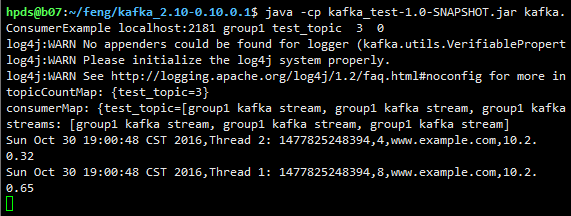 hpds@b07:~/feng/kafka_2.10-0.10.0.1$ java -cp kafka_test-1.0-SNAPSHOT.jar kafka.
ConsumerExample localhost:2181 group1 test_topic  3  0
log4j:WARN No appenders could be found for logger (kafka.utils.VerifiablePropert
log4j:WARN Please initialize the log4j system properly.
log4j:WARN See http://logging.apache.org/log4j/1.2/faq.html#noconfig for more in
topicCountMap: {test_topic=3}
consumerMap: {test_topic=[group1 kafka stream, group1 kafka stream, group1 kafka
streams: [group1 kafka stream, group1 kafka stream, group1 kafka stream]
Sun Oct 30 19:00:48 CST 2016,Thread 2: 1477825248394,4,www.example.com,10.2.
0.32
Sun Oct 30 19:00:48 CST 2016,Thread 1: 1477825248394,8,www.example.com,10.2.
0.65